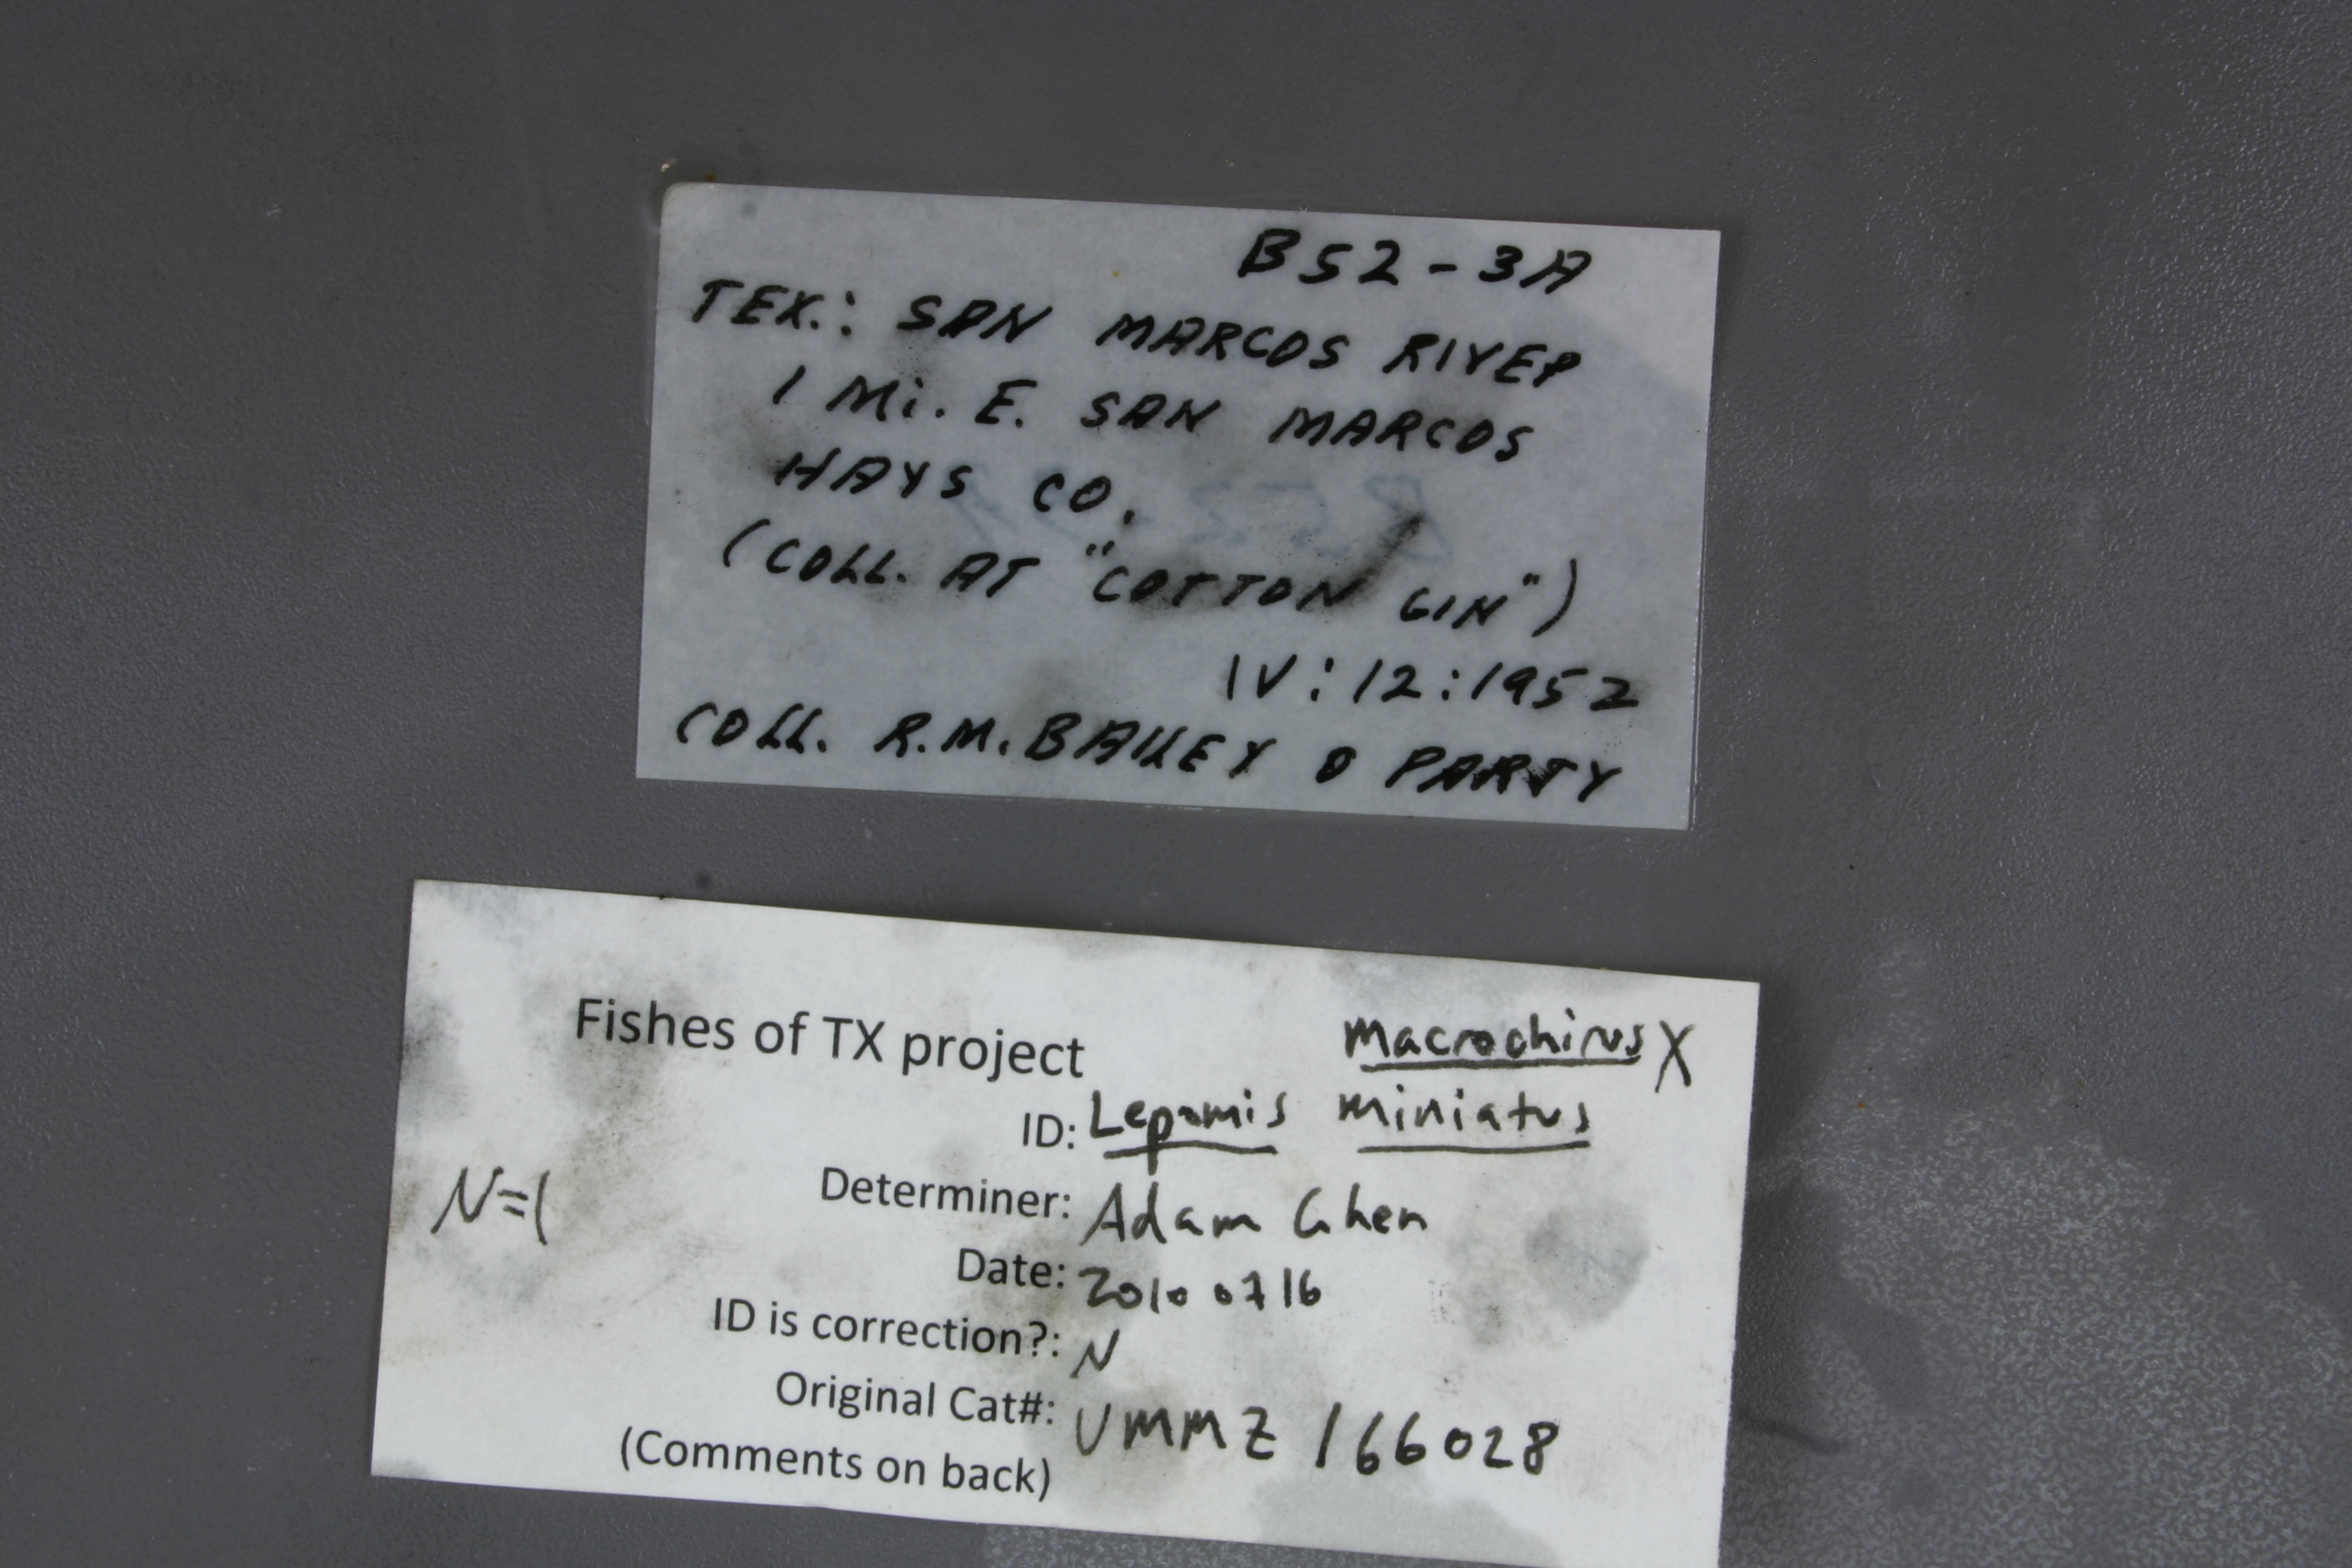 B52-3A
TEX.: SAN MARCOS RIVER
1 Mi. E. SAN MARCOS
HAYS CO.
(COLL. AT "COTTON GIN")
IV:12:1952
COLL. R.M. BAILEY & PARTY
Fishes of TX project
macrochirus X
ID: Lepomis miniatus
Determiner: Adam Cohen
N=1
Date: 20100716
ID is correction?: N
Original Cat#: UMMZ 166028
(Comments on back)